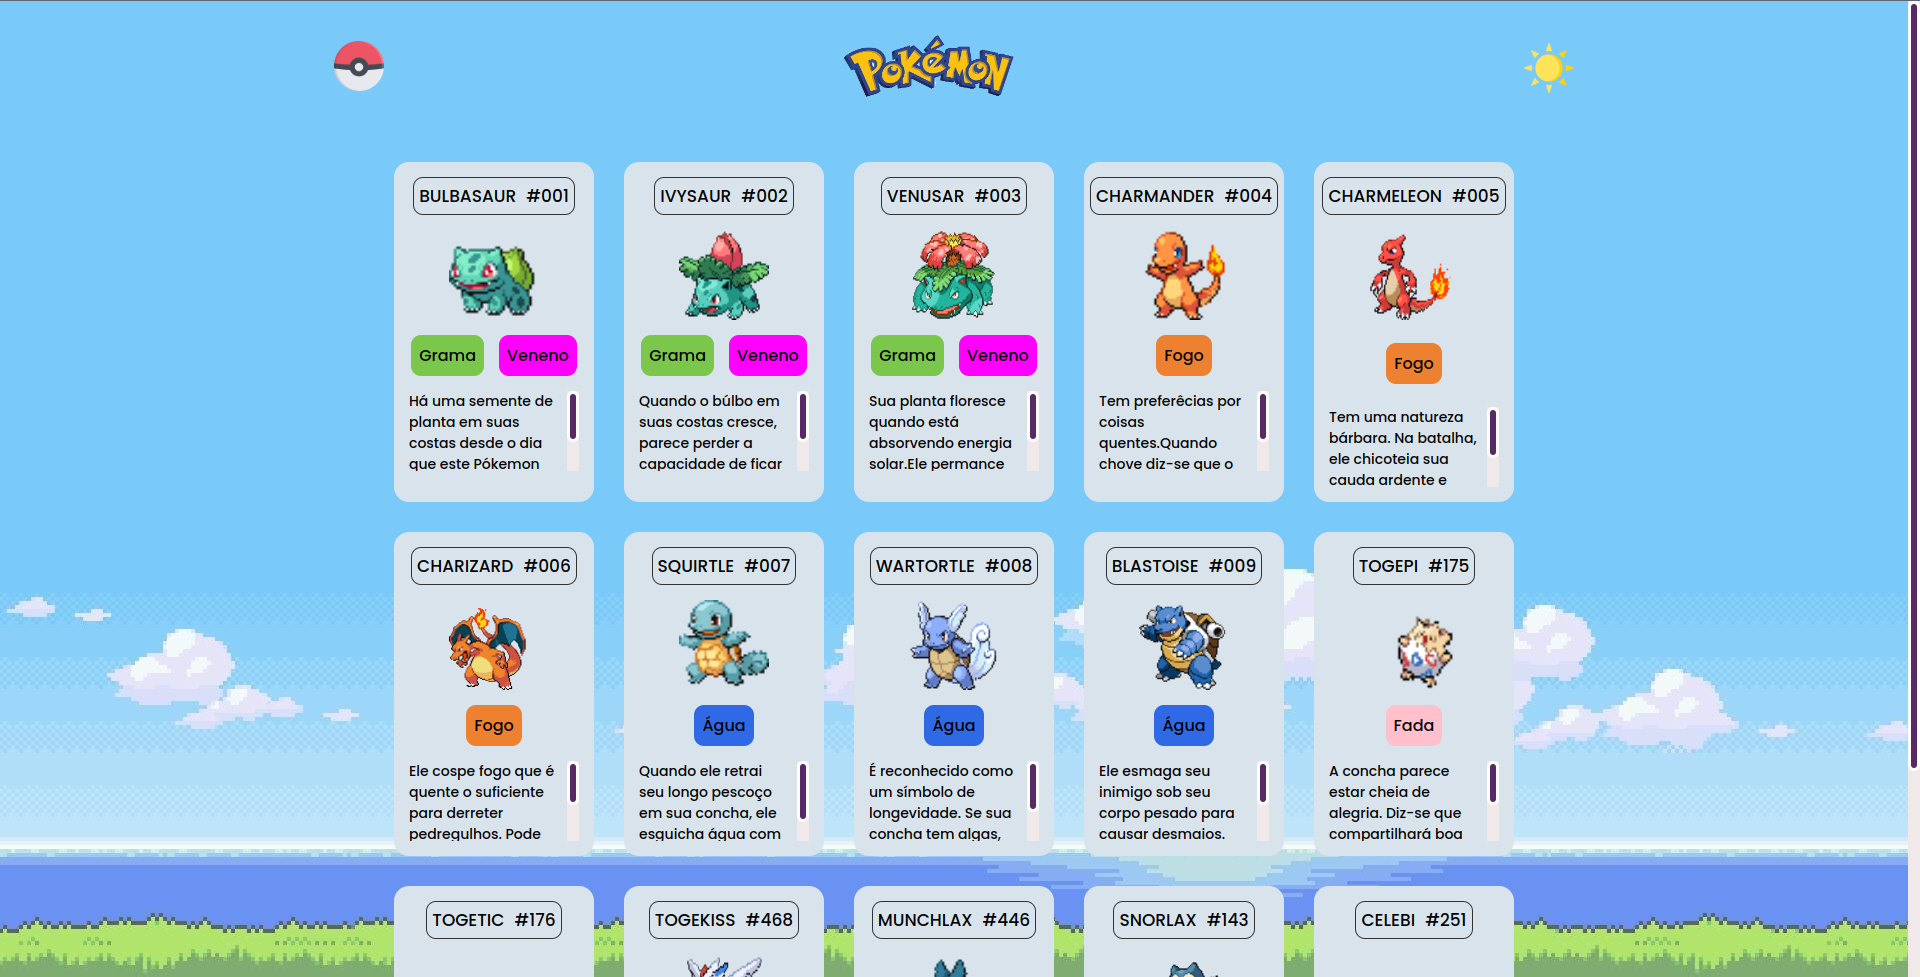 POKéMON
BULBASAUR #001
Grama Veneno
Há uma semente de
planta em suas
costas desde o dia
que este Pókemon
IVYSAUR #002
Grama Veneno
Quando o búlbo em
suas costas cresce,
parece perder a
capacidade de ficar
VENUSAR #003
Grama Veneno
Sua planta floresce
quando está
absorvendo energia
solar.Ele permance
CHARMANDER #004
Fogo
Tem preferêcias por
coisas
quentes.Quando
chove diz-se que o
CHARMELEON #005
Fogo
Tem uma natureza
bárbara. Na batalha,
ele chicoteia sua
cauda ardente e
CHARIZARD #006
Fogo
Ele cospe fogo que é
quente o suficiente
para derreter
pedregulhos. Pode
SQUIRTLE #007
Água
Quando ele retrai
seu longo pescoço
em sua concha, ele
esguicha água com
WARTORTLE #008
Água
É reconhecido como
um símbolo de
longevidade. Se sua
concha tem algas,
BLASTOISE #009
Água
Ele esmaga seu
inimigo sob seu
corpo pesado para
causar desmaios.
TOGEPI #175
Fada
A concha parece
estar cheia de
alegria. Diz-se que
compartilhará boa
TOGETIC #176
TOGEKISS #468
MUNCHLAX #446
SNORLAX #143
CELEBI #251